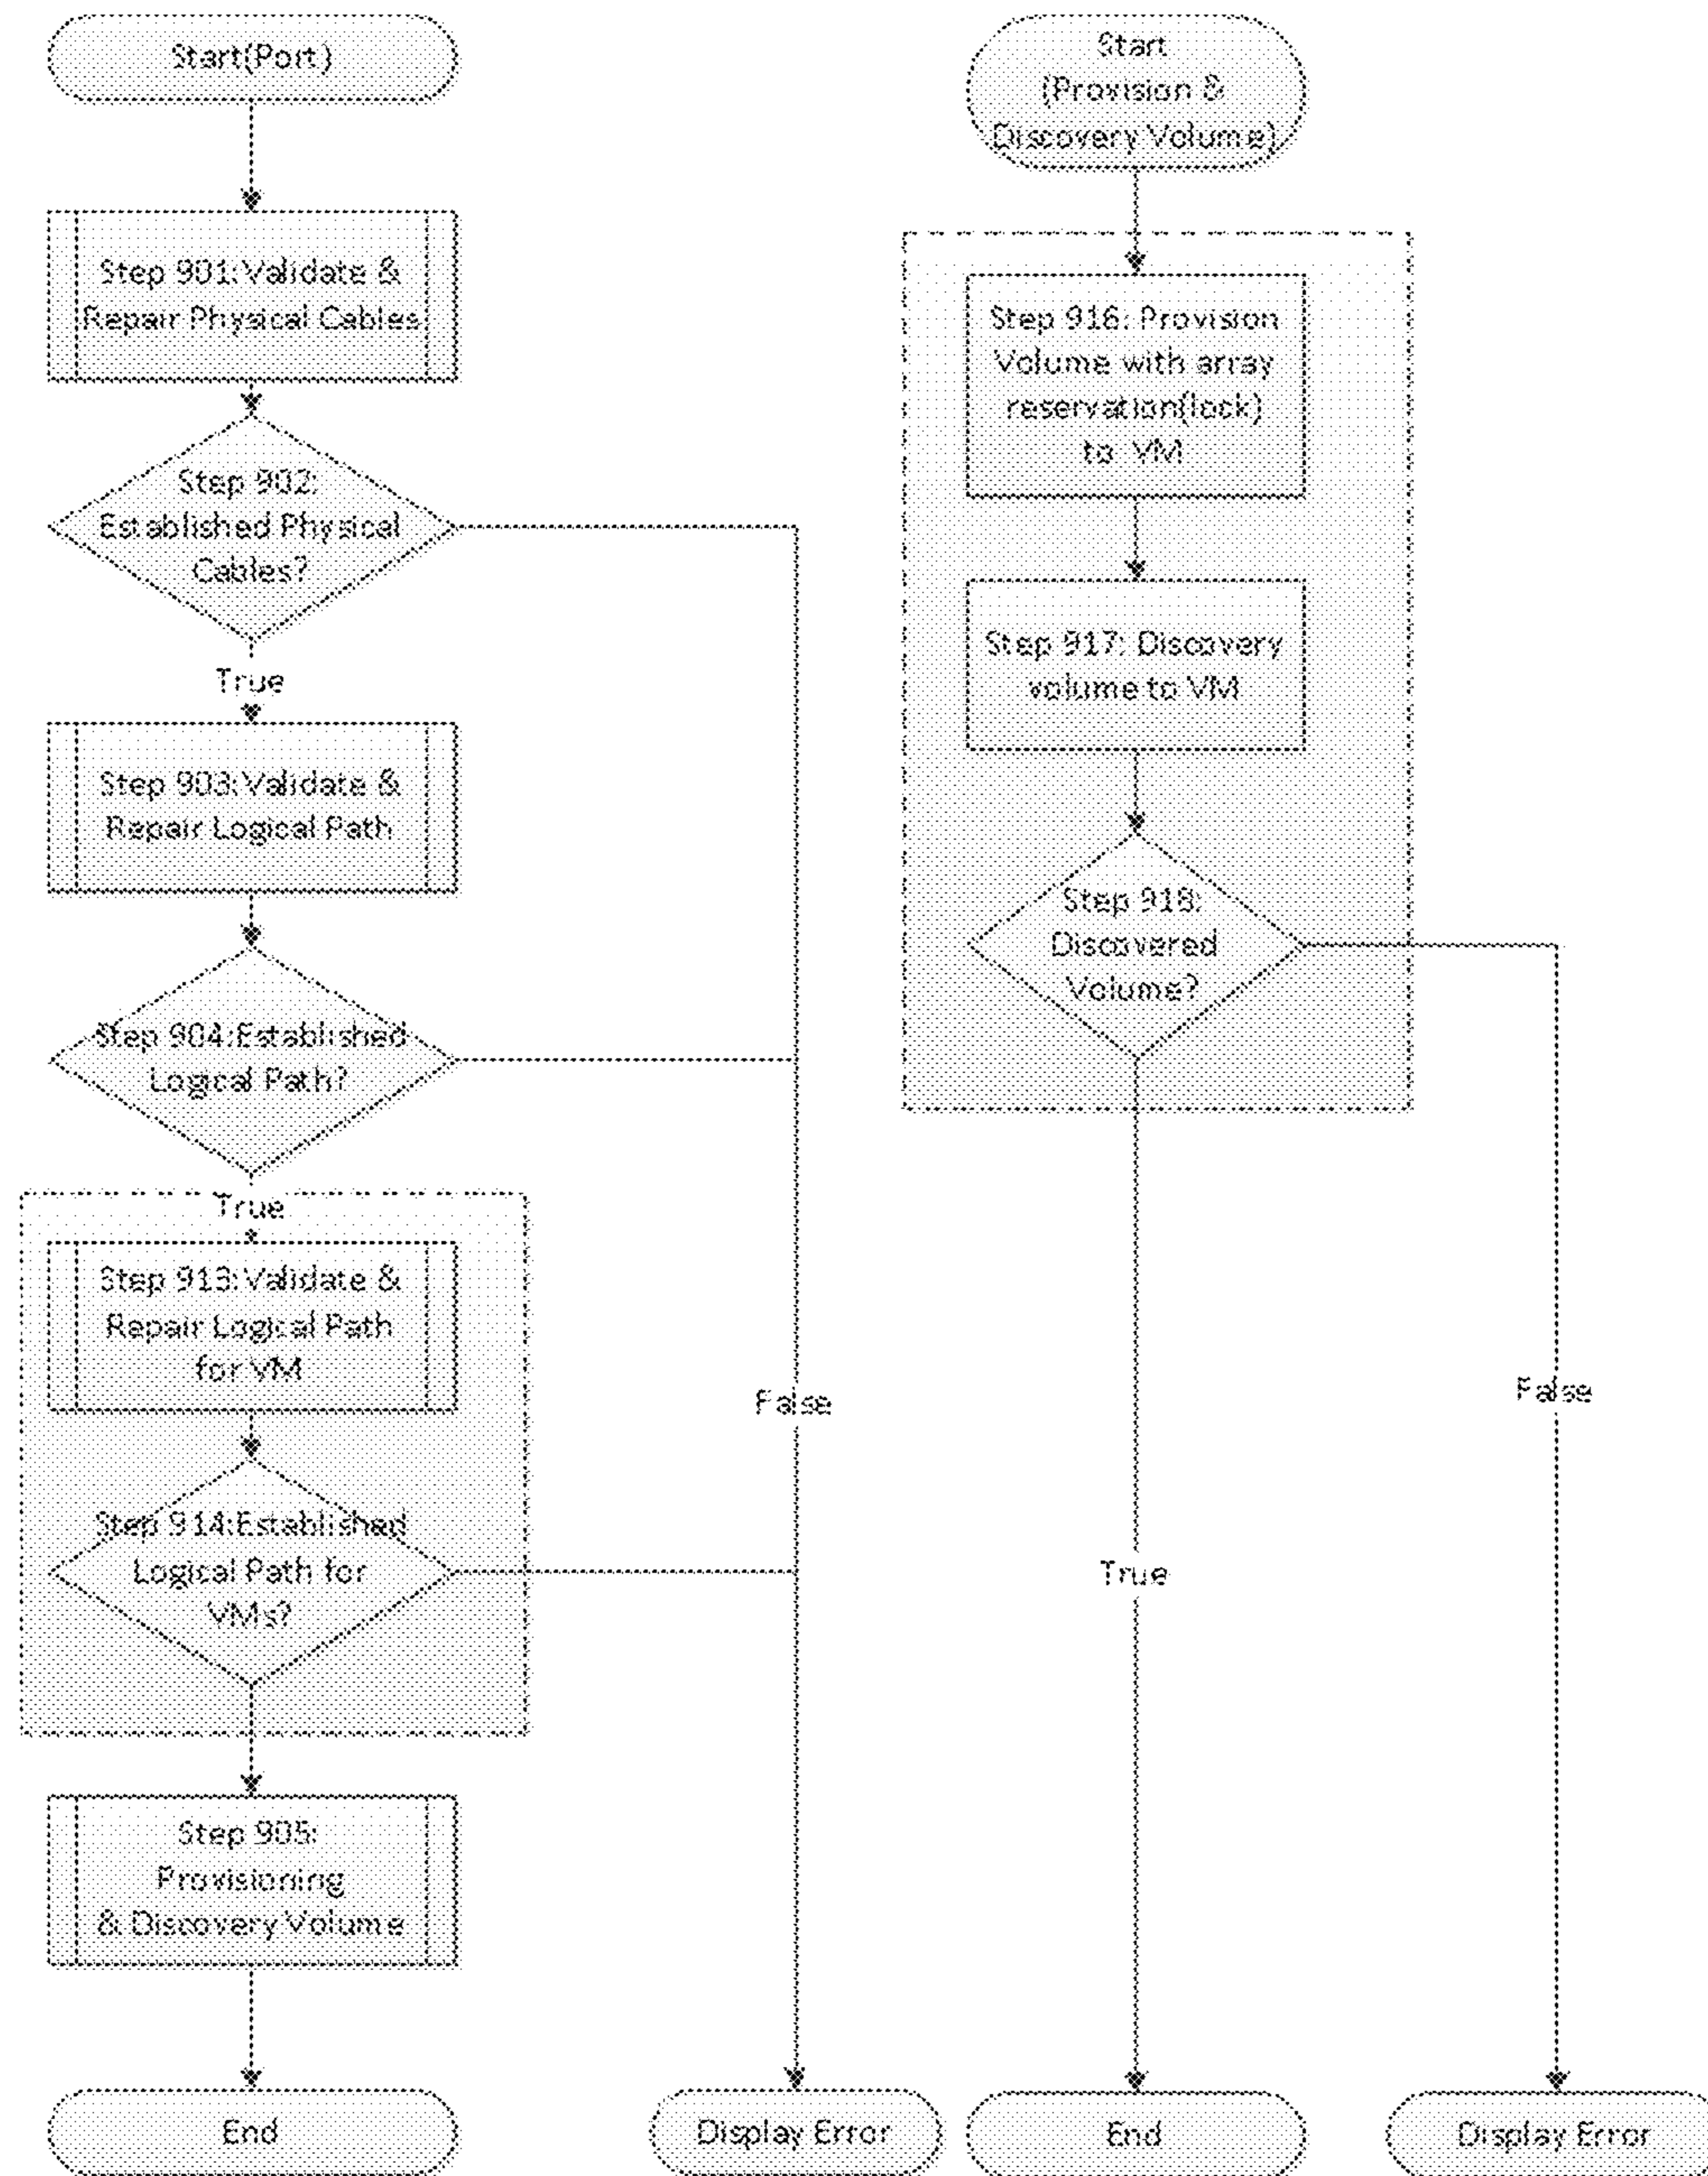 Start(Port)
Step 901:Validate &
Repair Physical Cables
Step 902:
Established Physical
Cables?
True
Step 903:Validate &
Repair Logical Path
Step 904:Established
Logical Path?
True
Step 913:Validate &
Repair Logical Path
for VM
Step 914:Established
Logical Path for
VMs?
Step 905:
Provisioning
& Discovery Volume
End
False
Display Error
Start
(Provision &
Discovery Volume)
Step 916: Provision
Volume with array
reservation(lock)
to VM
Step 917: Discovery
volume to VM
Step 918:
Discovered
Volume?
True
End
False
Display Error